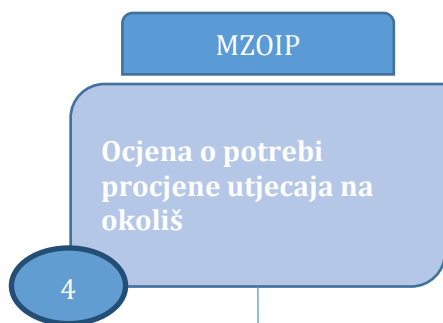 MZOIP
Ocjena o potrebi
procjene utjecaja na
okoliš
4